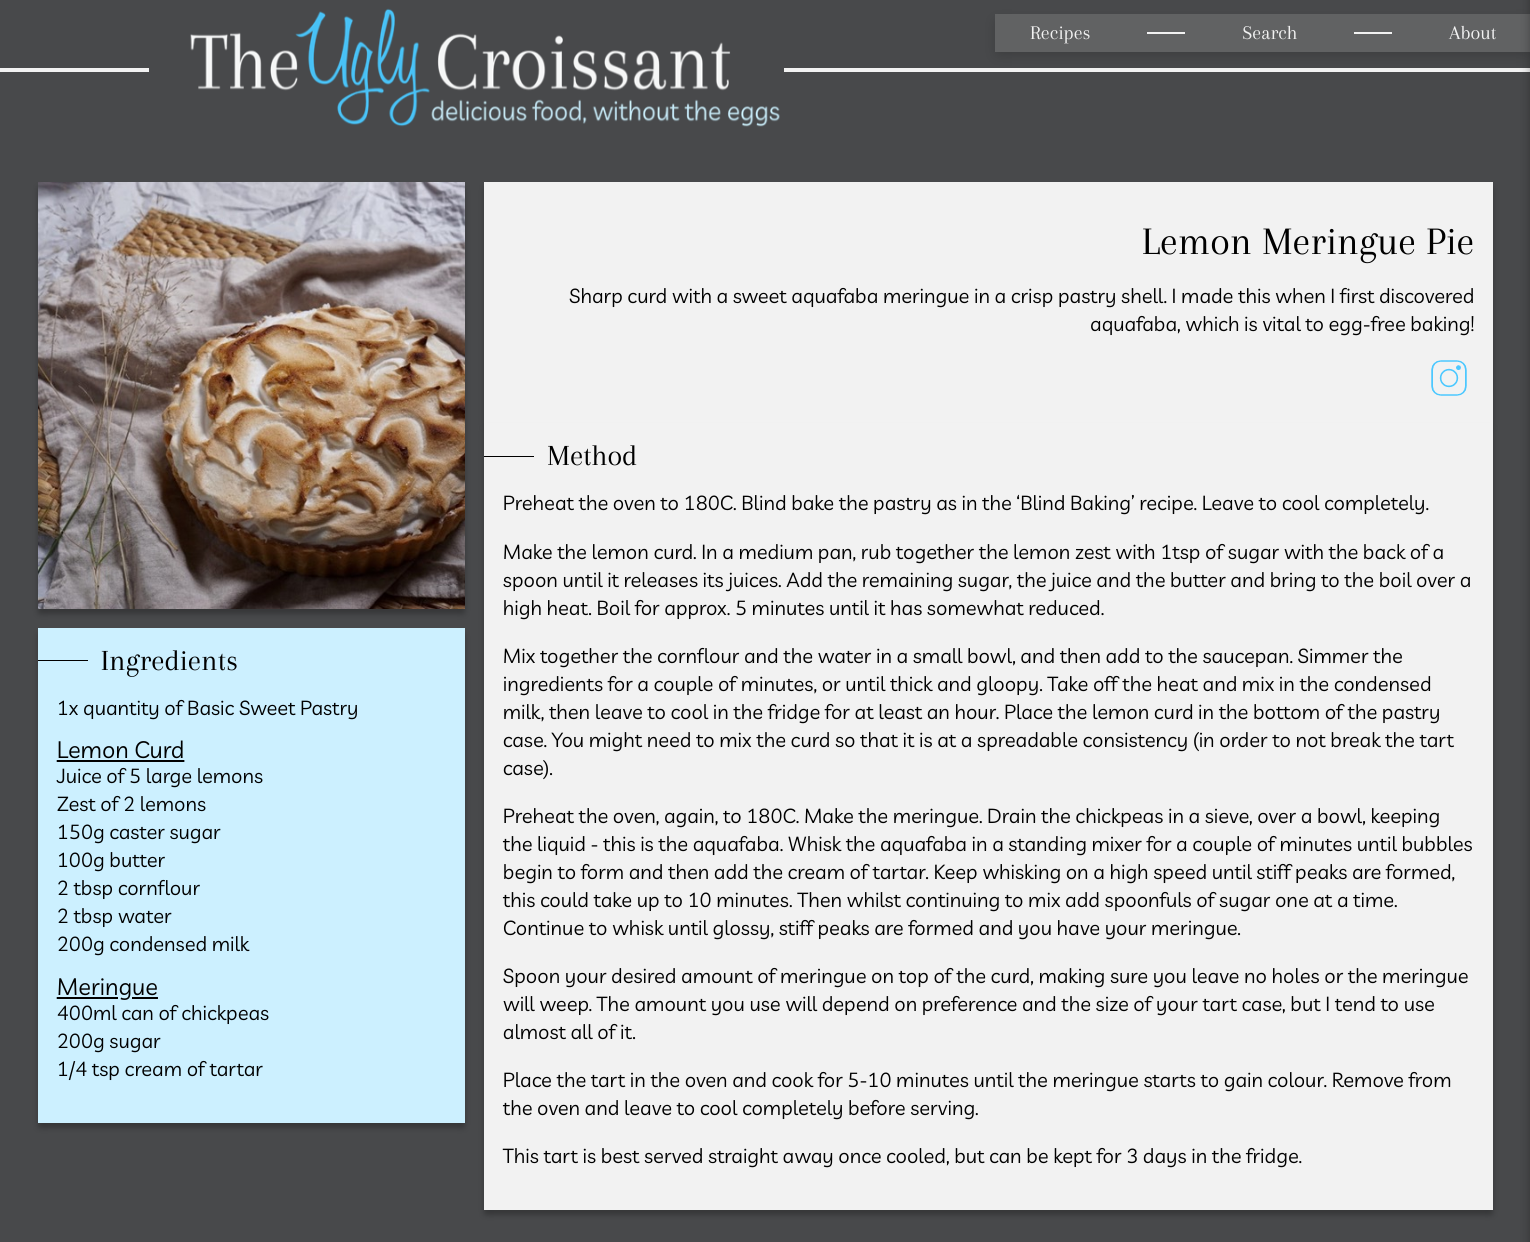 The Ugly Croissant
delicious food, without the eggs
Recipes
Search
About
Lemon Meringue Pie
Sharp curd with a sweet aquafaba meringue in a crisp pastry shell. I made this when I first discovered
aquafaba, which is vital to egg-free baking!
Ingredients
1x quantity of Basic Sweet Pastry
Lemon Curd
Juice of 5 large lemons
Zest of 2 lemons
150g caster sugar
100g butter
2 tbsp cornflour
2 tbsp water
200g condensed milk
Meringue
400ml can of chickpeas
200g sugar
1/4 tsp cream of tartar
Method
Preheat the oven to 180C. Blind bake the pastry as in the ‘Blind Baking’ recipe. Leave to cool completely.
Make the lemon curd. In a medium pan, rub together the lemon zest with 1tsp of sugar with the back of a
spoon until it releases its juices. Add the remaining sugar, the juice and the butter and bring to the boil over a
high heat. Boil for approx. 5 minutes until it has somewhat reduced.
Mix together the cornflour and the water in a small bowl, and then add to the saucepan. Simmer the
ingredients for a couple of minutes, or until thick and gloopy. Take off the heat and mix in the condensed
milk, then leave to cool in the fridge for at least an hour. Place the lemon curd in the bottom of the pastry
case. You might need to mix the curd so that it is at a spreadable consistency (in order to not break the tart
case).
Preheat the oven, again, to 180C. Make the meringue. Drain the chickpeas in a sieve, over a bowl, keeping
the liquid - this is the aquafaba. Whisk the aquafaba in a standing mixer for a couple of minutes until bubbles
begin to form and then add the cream of tartar. Keep whisking on a high speed until stiff peaks are formed,
this could take up to 10 minutes. Then whilst continuing to mix add spoonfuls of sugar one at a time.
Continue to whisk until glossy, stiff peaks are formed and you have your meringue.
Spoon your desired amount of meringue on top of the curd, making sure you leave no holes or the meringue
will weep. The amount you use will depend on preference and the size of your tart case, but I tend to use
almost all of it.
Place the tart in the oven and cook for 5-10 minutes until the meringue starts to gain colour. Remove from
the oven and leave to cool completely before serving.
This tart is best served straight away once cooled, but can be kept for 3 days in the fridge.